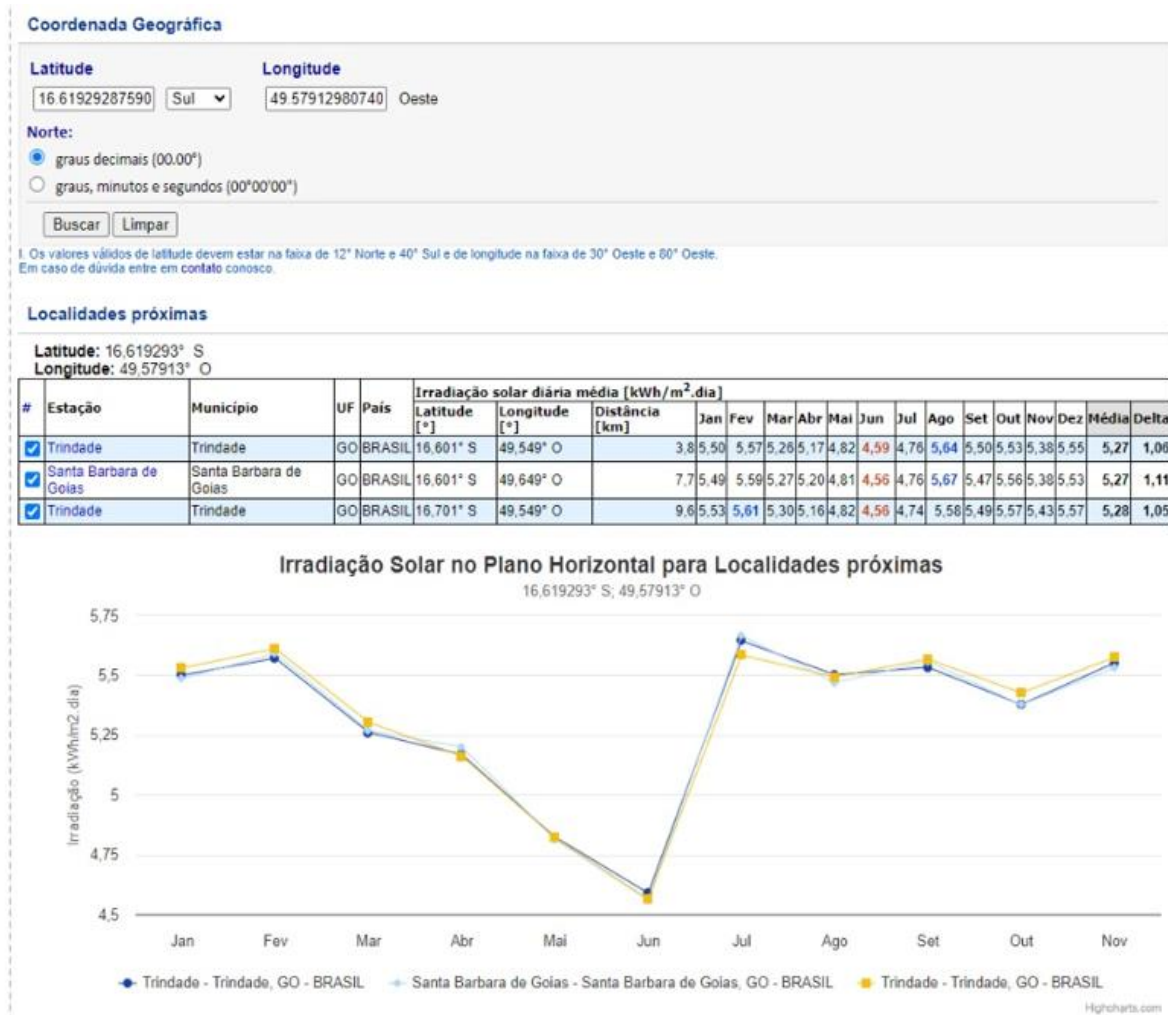 Coordenada Geográfica
Latitude Longitude
16.61929287590 Sul 49.57912980740 Oeste
Norte:
graus decimais (00.00°)
graus, minutos e segundos (00°00'00")
Buscar Limpar
I. Os valores válidos de latitude devem estar na faixa de 12° Norte e 40° Sul e de longitude na faixa de 30° Oeste e 80° Oeste.
Em caso de dúvida entre em contato conosco.
Localidades próximas
Latitude: 16,619293° S
Longitude: 49,57913° O
# Estação Município UF País Irradiação solar diária média [kWh/m².dia]
Latitude [°] Longitude [°] Distância [km] Jan Fev Mar Abr Mai Jun Jul Ago Set Out Nov Dez Média Delta
Trindade Trindade GO BRASIL 16,601° S 49,549° O 3,8 5,50 5,57 5,26 5,17 4,82 4,59 4,76 5,64 5,50 5,53 5,38 5,55 5,27 1,06
Santa Barbara de Goias Santa Barbara de Goias GO BRASIL 16,601° S 49,649° O 7,7 5,49 5,59 5,27 5,20 4,81 4,56 4,76 5,67 5,47 5,56 5,38 5,53 5,27 1,11
Trindade Trindade GO BRASIL 16,701° S 49,549° O 9,6 5,53 5,61 5,30 5,16 4,82 4,56 4,74 5,58 5,49 5,57 5,43 5,57 5,28 1,05
Irradiação Solar no Plano Horizontal para Localidades próximas
16,619293° S; 49,57913° O
Irradiação (kWh/m2.dia)
5,75
5,5
5,25
5
4,75
4,5
Jan Fev Mar Abr Mai Jun Jul Ago Set Out Nov
Trindade - Trindade, GO - BRASIL Santa Barbara de Goias - Santa Barbara de Goias, GO - BRASIL Trindade - Trindade, GO - BRASIL
Highcharts.com